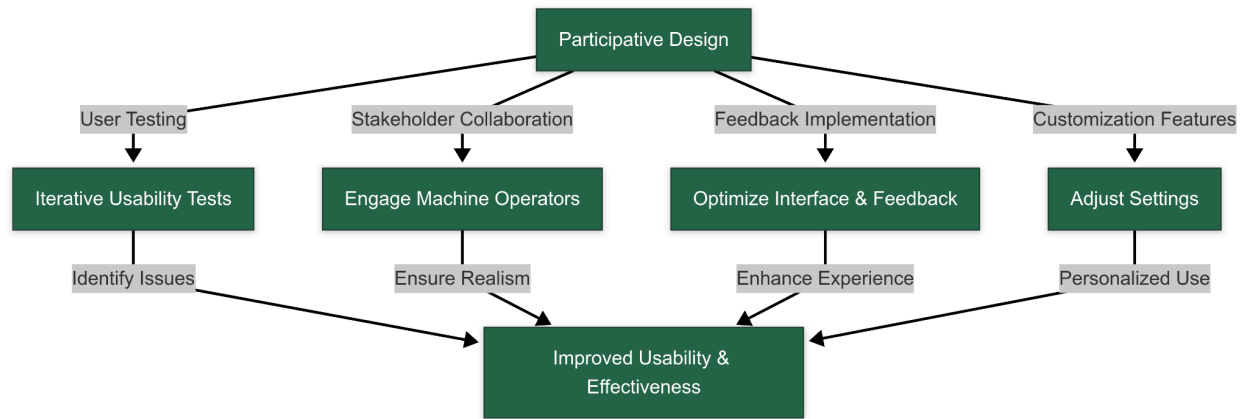 Participative Design
User Testing
Stakeholder Collaboration
Feedback Implementation
Customization Features
Iterative Usability Tests
Engage Machine Operators
Optimize Interface & Feedback
Adjust Settings
Identify Issues
Ensure Realism
Enhance Experience
Personalized Use
Improved Usability &
Effectiveness